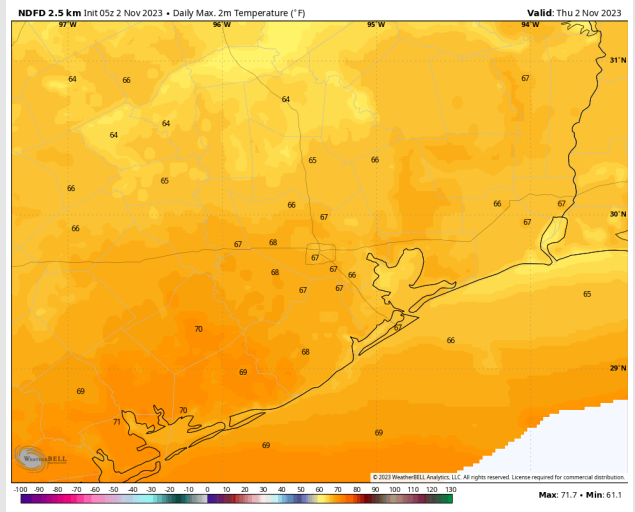 NDFD 2.5 km Init 05z 2 Nov 2023 • Daily Max. 2m Temperature (°F) Valid: Thu 2 Nov 2023
97°W 96°W 95°W 94°W
31°N
64 66 67
64
64 64
65 66
65
66
66 66 67
67 30°N
67
66
67 68
67
68 67 66
67 67
65
70 67
66
68
69 29°N
69
70
71
69 69
WEATHERBELL
© 2023 WeatherBELL Analytics, LLC. All rights reserved. License required for commercial distribution.
-100 -90 -80 -70 -60 -50 -40 -30 -20 -10 0 10 20 30 40 50 60 70 80 90 100 110 120 130
Max: 71.7 • Min: 61.1